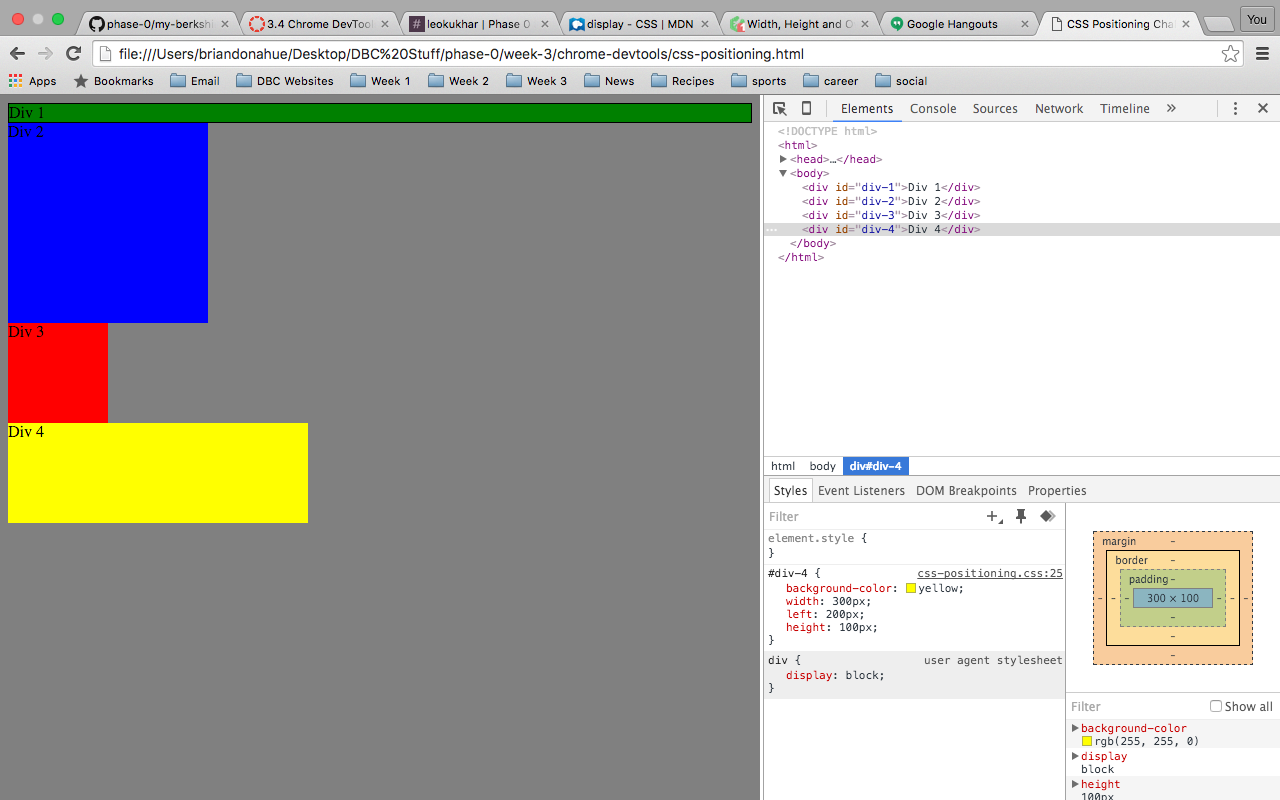 phase-0/my-berkshi
3.4 Chrome DevTool
leokukhar | Phase 0
display - CSS | MDN
Width, Height and O
Google Hangouts
CSS Positioning Cha
You
file:///Users/briandonahue/Desktop/DBC%20Stuff/phase-0/week-3/chrome-devtools/css-positioning.html
Apps Bookmarks Email DBC Websites Week 1 Week 2 Week 3 News Recipes sports career social
Div 1
Div 2
Div 3
Div 4
Elements Console Sources Network Timeline
<!DOCTYPE html>
<html>
<head>…</head>
<body>
<div id="div-1">Div 1</div>
<div id="div-2">Div 2</div>
<div id="div-3">Div 3</div>
<div id="div-4">Div 4</div>
</body>
</html>
html body div#div-4
Styles Event Listeners DOM Breakpoints Properties
Filter
element.style {
}
#div-4 { css-positioning.css:25
background-color: yellow;
width: 300px;
left: 200px;
height: 100px;
}
div { user agent stylesheet
display: block;
}
margin -
border -
padding -
- - - 300 × 100 - - -
-
-
-
Filter Show all
background-color
rgb(255, 255, 0)
display
block
height
100px